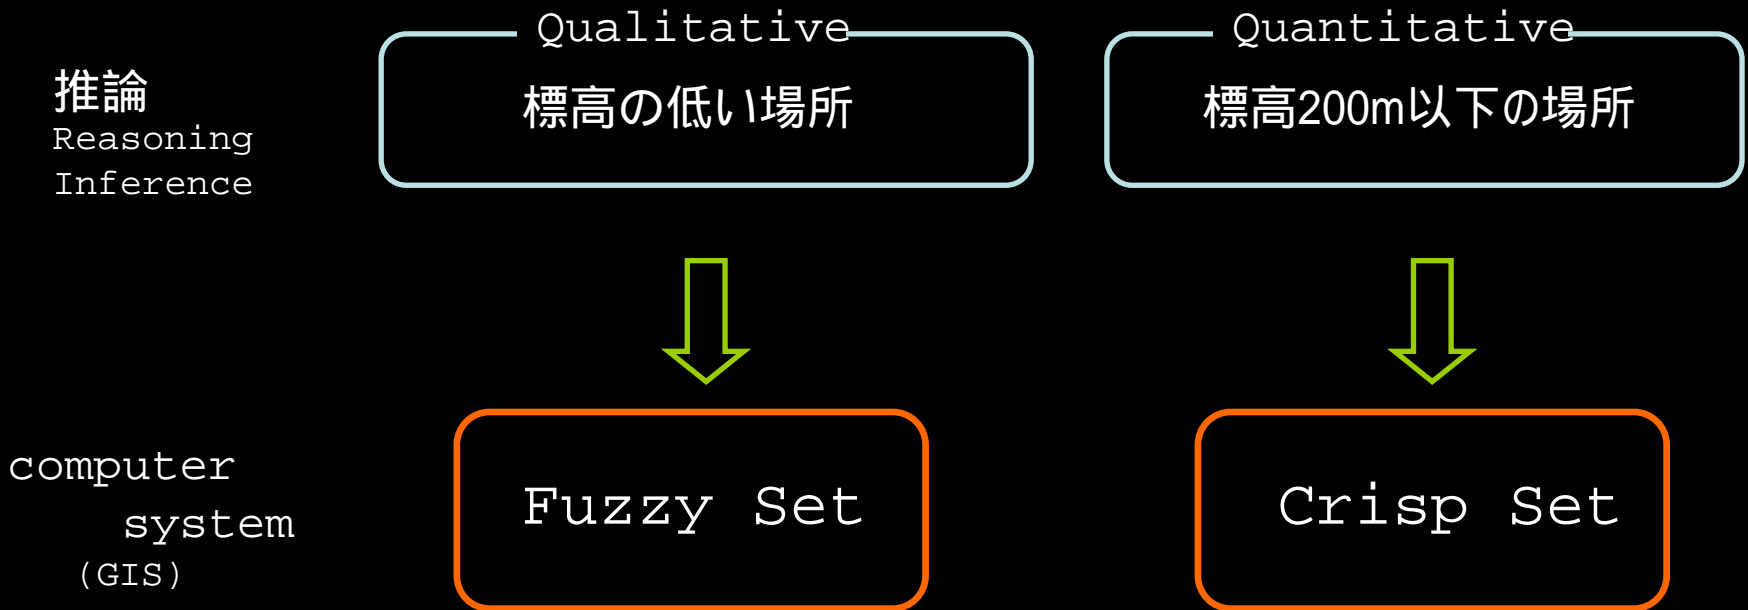 Qualitative
Quantitative
推論
Reasoning
Inference
標高の低い場所
標高200m以下の場所
computer
system
(GIS)
Fuzzy Set
Crisp Set